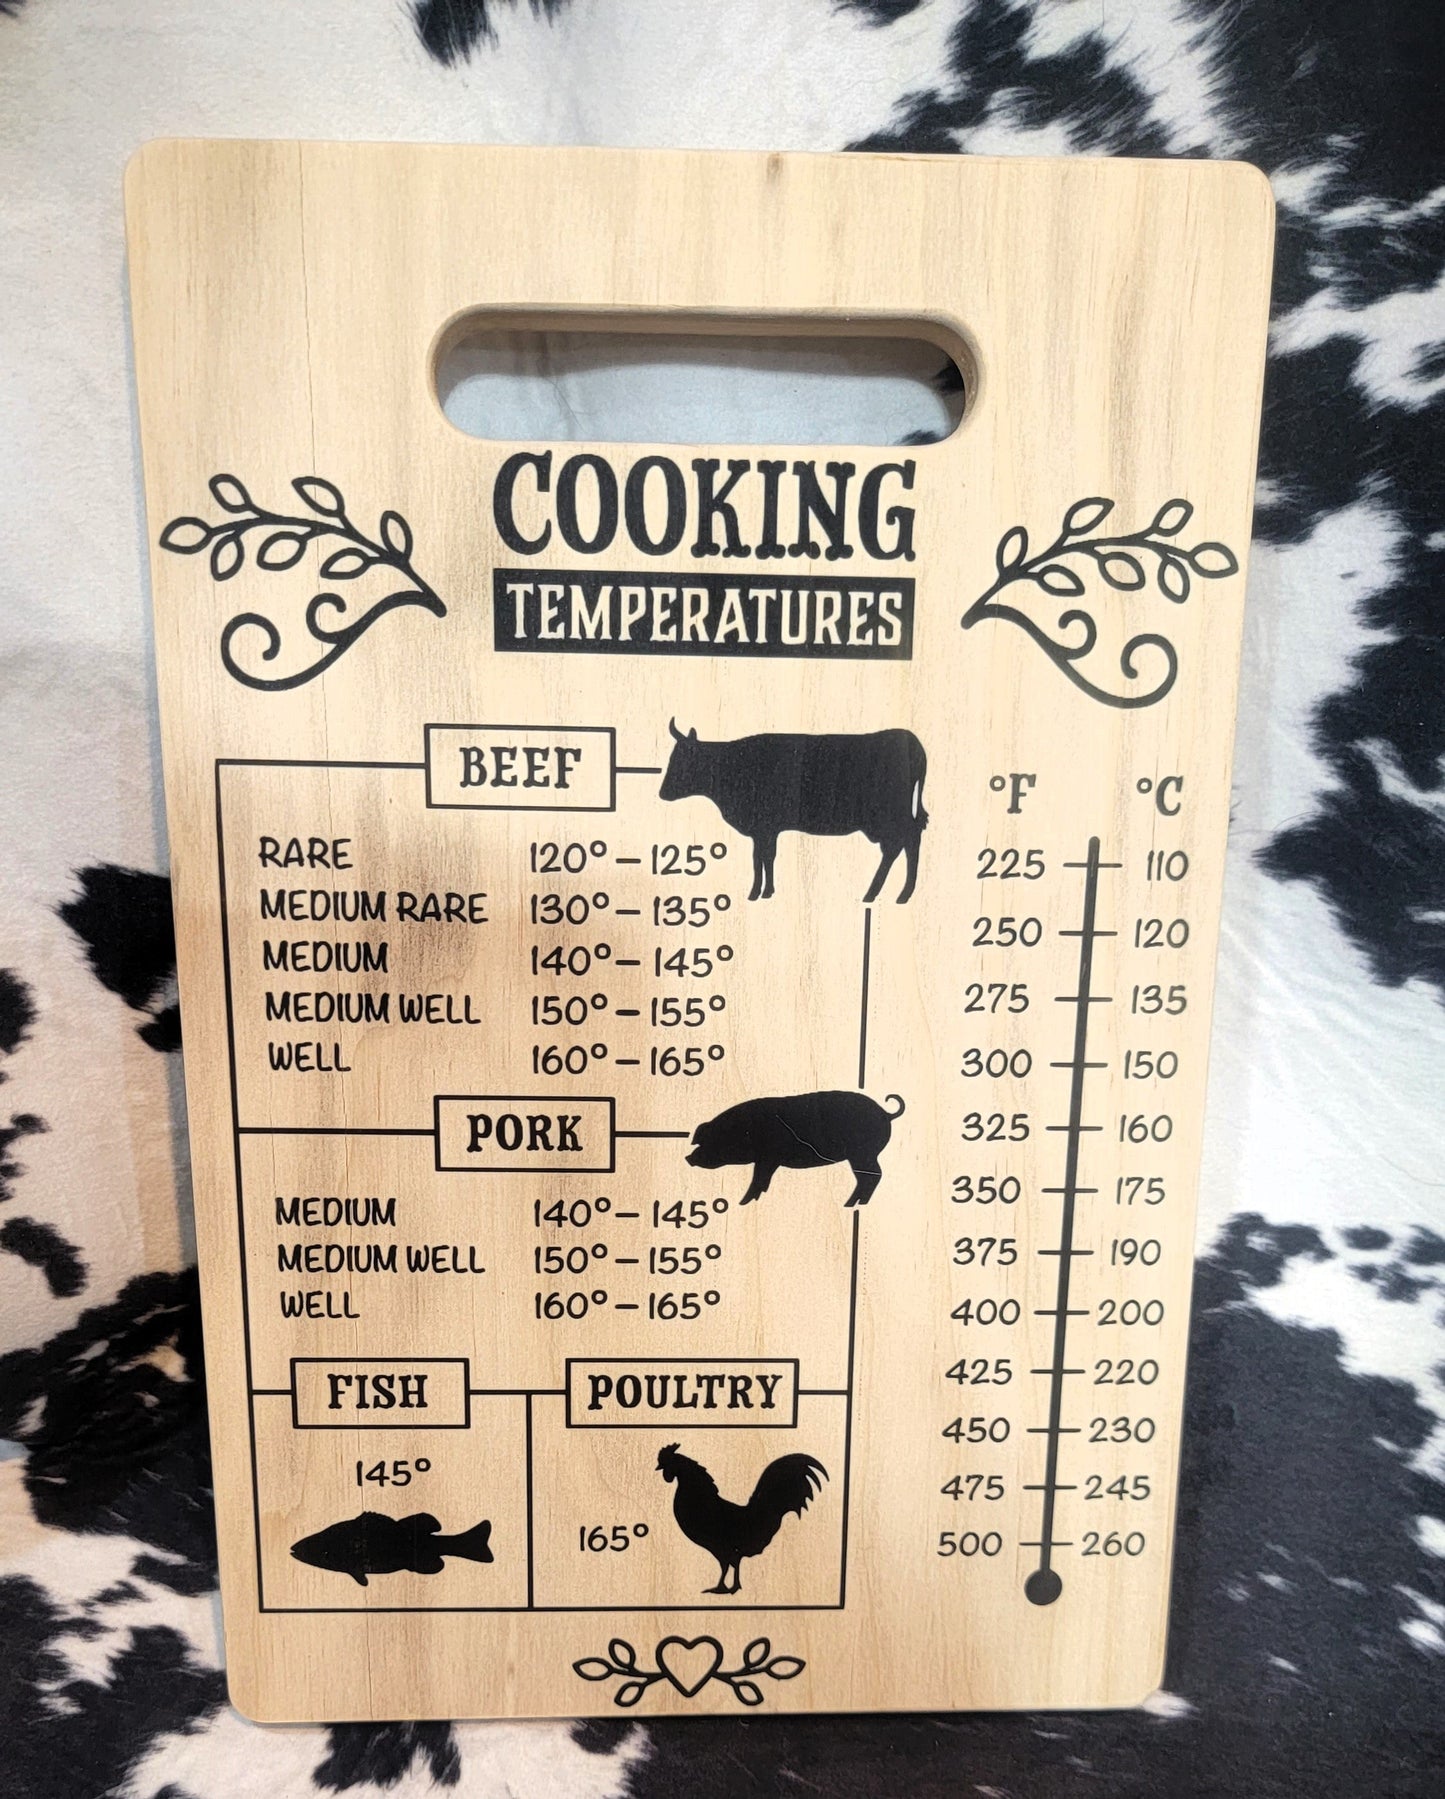 COOKING
TEMPERATURES
BEEF
RARE 120° – 125°
MEDIUM RARE 130° – 135°
MEDIUM 140° – 145°
MEDIUM WELL 150° – 155°
WELL 160° – 165°
PORK
MEDIUM 140° – 145°
MEDIUM WELL 150° – 155°
WELL 160° – 165°
FISH
145°
POULTRY
165°
°F °C
225 110
250 120
275 135
300 150
325 160
350 175
375 190
400 200
425 220
450 230
475 245
500 260